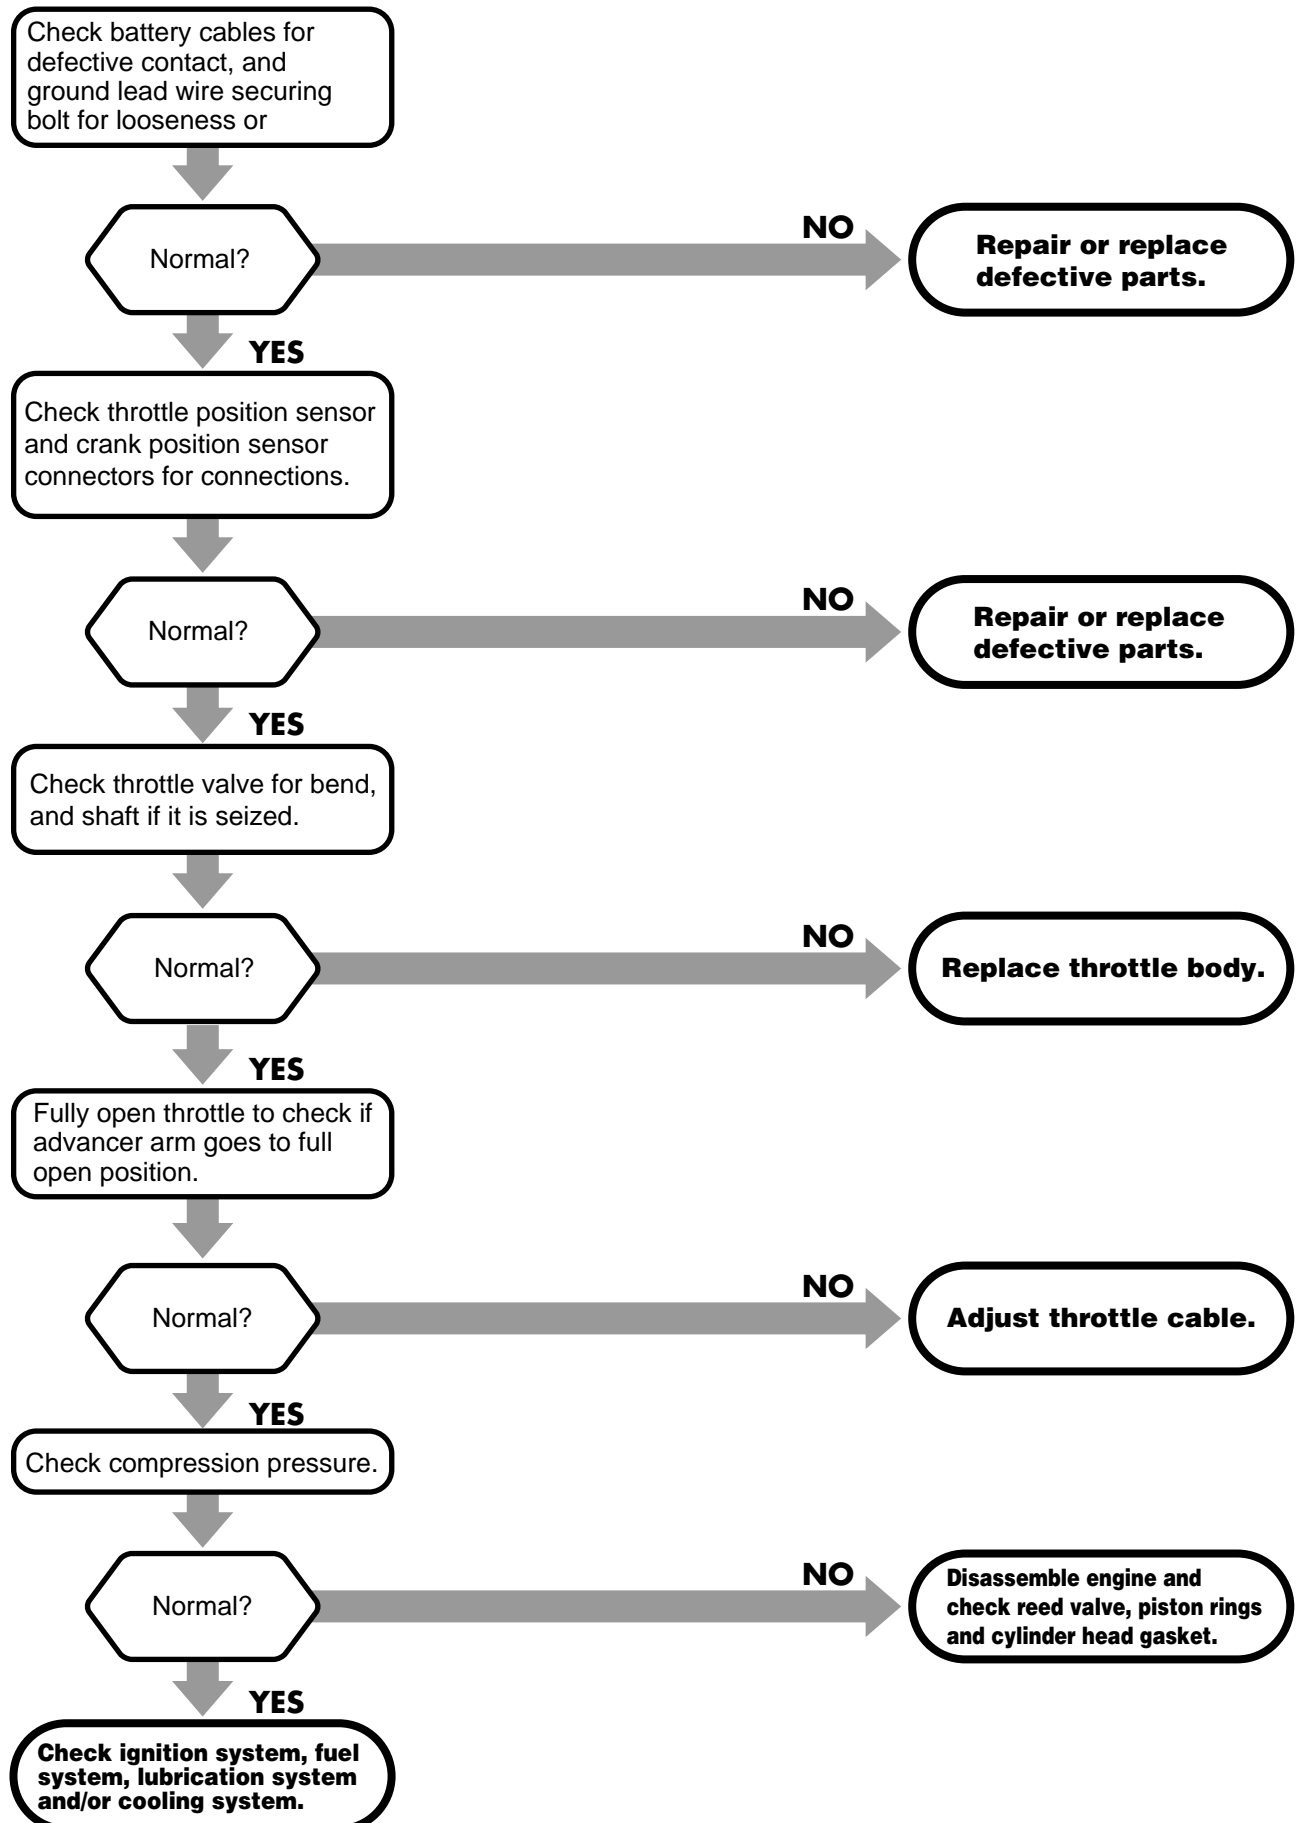 Check battery cables for
defective contact, and
ground lead wire securing
bolt for looseness or
Normal?
NO
Repair or replace
defective parts.
YES
Check throttle position sensor
and crank position sensor
connectors for connections.
Normal?
NO
Repair or replace
defective parts.
YES
Check throttle valve for bend,
and shaft if it is seized.
Normal?
NO
Replace throttle body.
YES
Fully open throttle to check if
advancer arm goes to full
open position.
Normal?
NO
Adjust throttle cable.
YES
Check compression pressure.
Normal?
NO
Disassemble engine and
check reed valve, piston rings
and cylinder head gasket.
YES
Check ignition system, fuel
system, lubrication system
and/or cooling system.